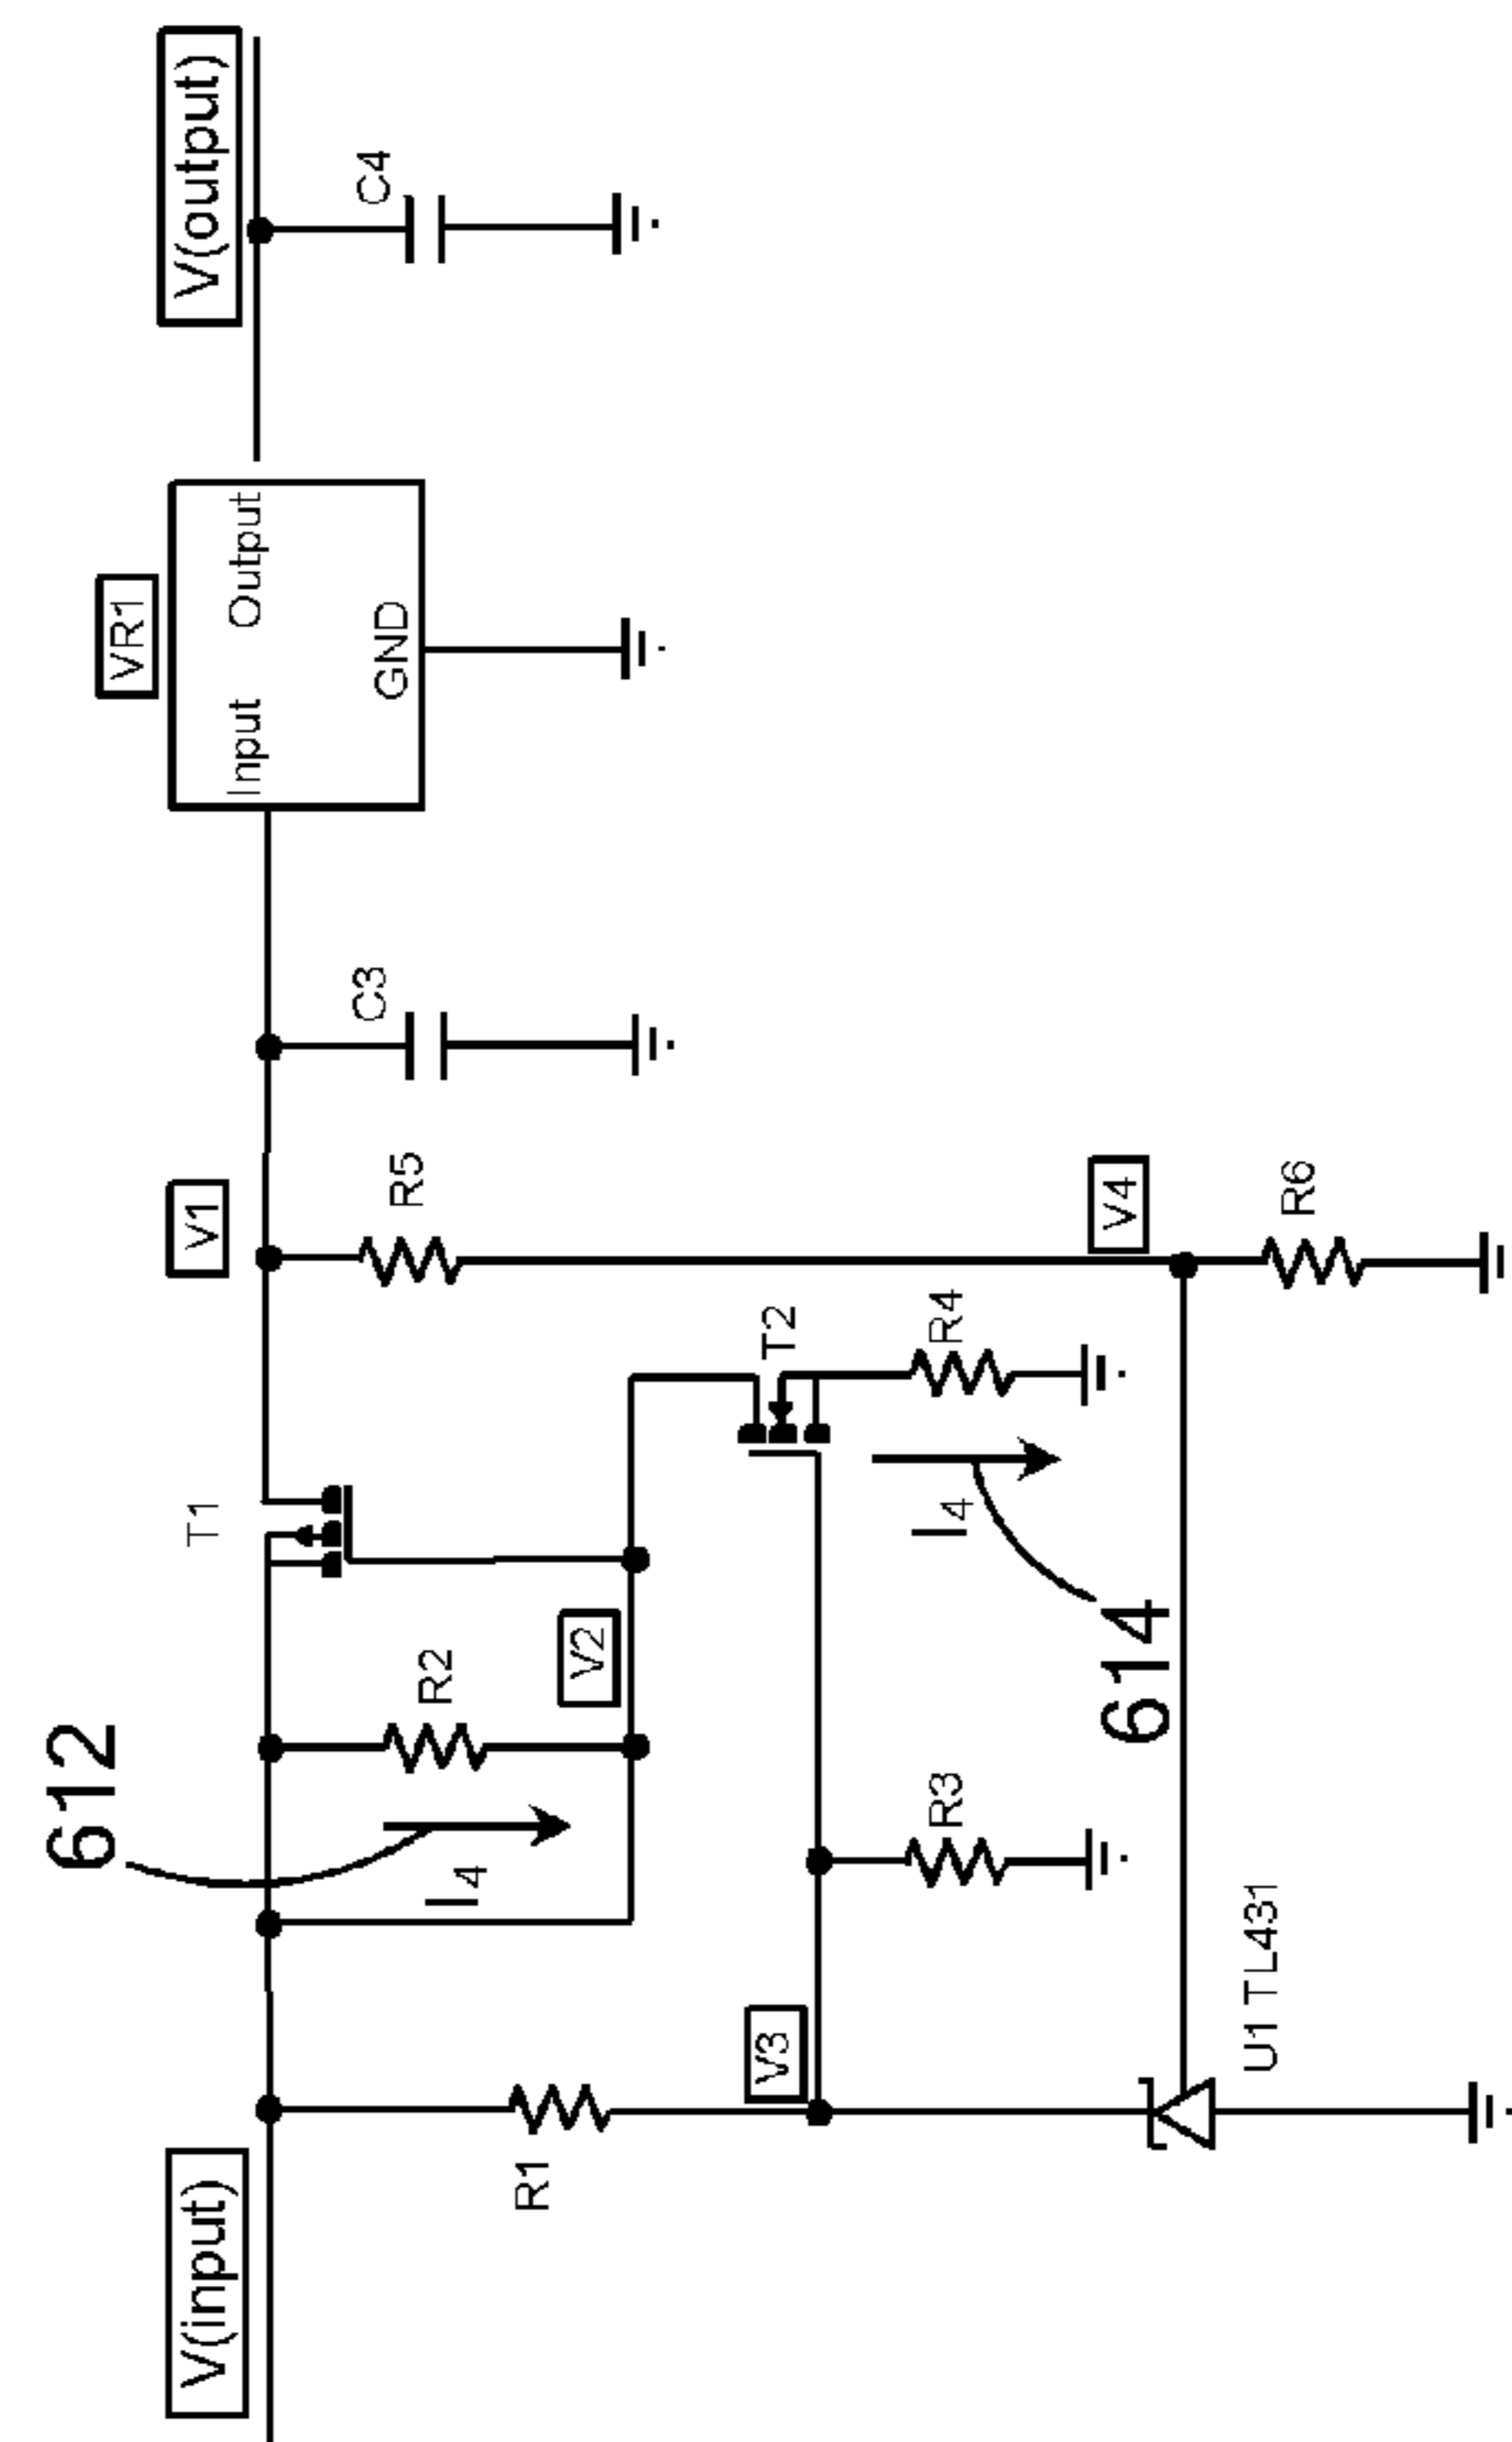 V(input)
R1
V3
U1 TL431
612
I4
R2
V2
R3
614
I4
T1
T2
R4
V1
R5
V4
R6
C3
VR1
Input
Output
GND
V(output)
C4